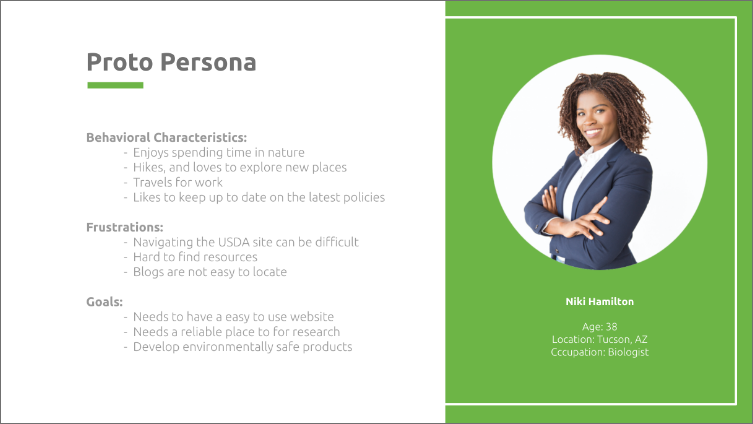 Proto Persona
Behavioral Characteristics:
- Enjoys spending time in nature
- Hikes, and loves to explore new places
- Travels for work
- Likes to keep up to date on the latest policies
Frustrations:
- Navigating the USDA site can be difficult
- Hard to find resources
- Blogs are not easy to locate
Goals:
- Needs to have a easy to use website
- Needs a reliable place to for research
- Develop environmentally safe products
Niki Hamilton
Age: 38
Location: Tucson, AZ
Cccupation: Biologist